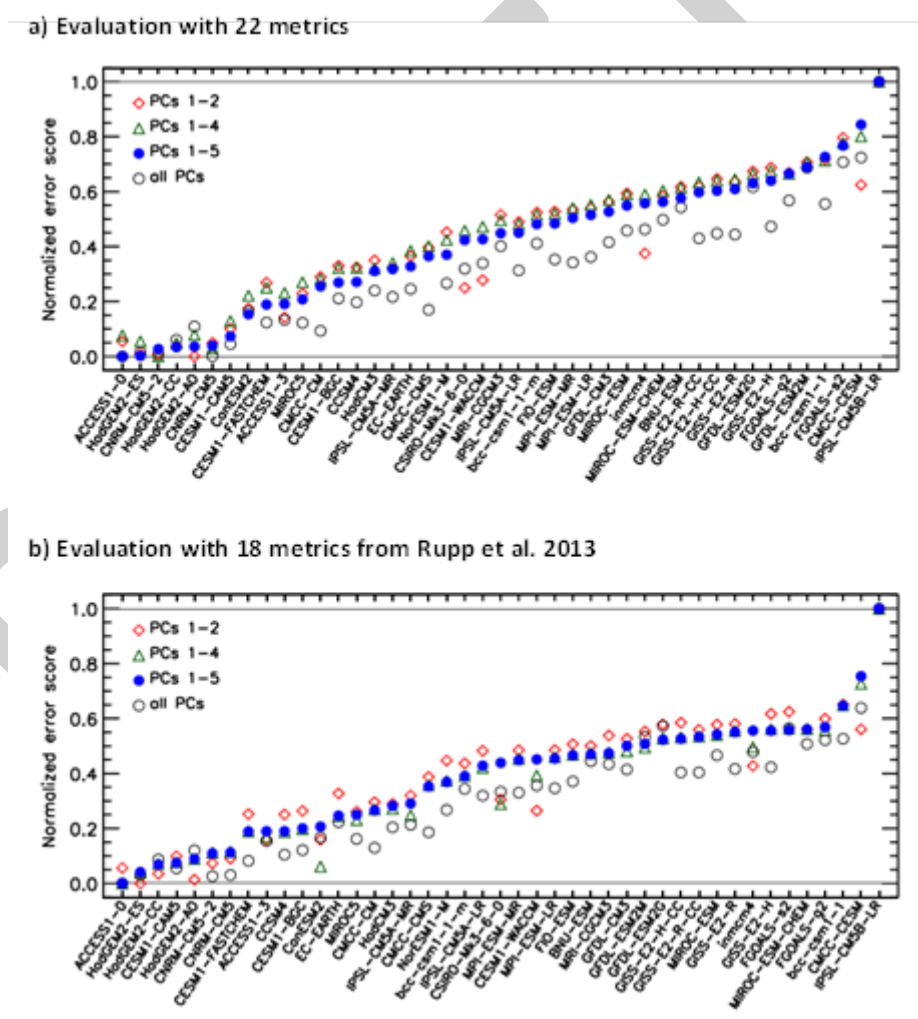 a) Evaluation with 22 metrics
Normalized error score
1.0
0.8
0.6
0.4
0.2
0.0
PCs 1-2
PCs 1-4
PCs 1-5
all PCs
ACCESS1-0
HadGEM2-ES
CNRM-CM5-2
HadGEM2-CC
HadGEM2-AO
CNRM-CM5
CESM1-CAM5
CanESM2
CESM1-FASTCHEM
ACCESS1-3
MIROC5
CMCC-CM
CESM1-BGC
CCSM4
HadCM3
IPSL-CM5A-MR
EC-EARTH
CMCC-CMS
NorESM1-M
CSIRO-Mk3-6-0
CESM1-WACCM
MRI-CGCM3
IPSL-CM5A-LR
bcc-csm1-1-m
FIO-ESM
MPI-ESM-MR
MPI-ESM-LR
GFDL-CM3
MIROC-ESM
inmcm4
MIROC-ESM-CHEM
BNU-ESM
GISS-E2-R-CC
GISS-E2-H-CC
GISS-E2-R
GFDL-ESM2G
GISS-E2-H
FGOALS-g2
GFDL-ESM2M
bcc-csm1-1
FGOALS-s2
CMCC-CESM
IPSL-CM5B-LR
b) Evaluation with 18 metrics from Rupp et al. 2013
Normalized error score
1.0
0.8
0.6
0.4
0.2
0.0
PCs 1-2
PCs 1-4
PCs 1-5
all PCs
ACCESS1-0
HadGEM2-ES
HadGEM2-CC
CESM1-CAM5
HadGEM2-AO
CNRM-CM5-2
CNRM-CM5
CESM1-FASTCHEM
ACCESS1-3
CCSM4
CESM1-BGC
CanESM2
EC-EARTH
MIROC5
CMCC-CM
HadCM3
IPSL-CM5A-MR
CMCC-CMS
NorESM1-M
bcc-csm1-1-m
IPSL-CM5A-LR
CSIRO-Mk3-6-0
MPI-ESM-MR
CESM1-WACCM
MPI-ESM-LR
FIO-ESM
BNU-ESM
MRI-CGCM3
GFDL-CM3
GFDL-ESM2M
GFDL-ESM2G
GISS-E2-H-CC
GISS-E2-R-CC
MIROC-ESM
GISS-E2-R
inmcm4
GISS-E2-H
FGOALS-s2
MIROC-ESM-CHEM
FGOALS-g2
bcc-csm1-1
CMCC-CESM
IPSL-CM5B-LR